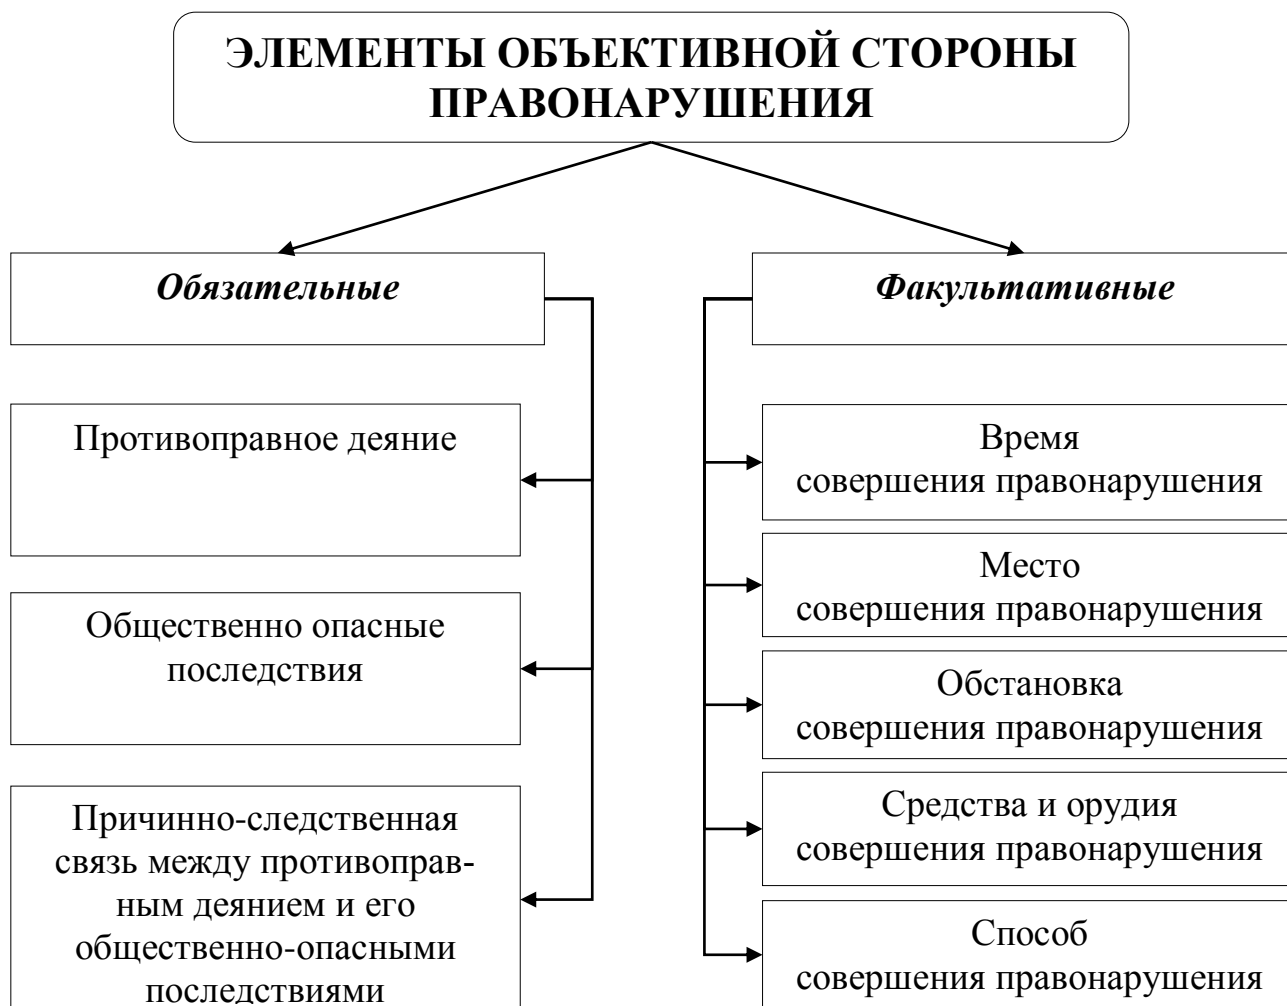 ЭЛЕМЕНТЫ ОБЪЕКТИВНОЙ СТОРОНЫ
ПРАВОНАРУШЕНИЯ
Обязательные
Противоправное деяние
Общественно опасные
последствия
Причинно-следственная
связь между противоправ-
ным деянием и его
общественно-опасными
последствиями
Факультативные
Время
совершения правонарушения
Место
совершения правонарушения
Обстановка
совершения правонарушения
Средства и орудия
совершения правонарушения
Способ
совершения правонарушения